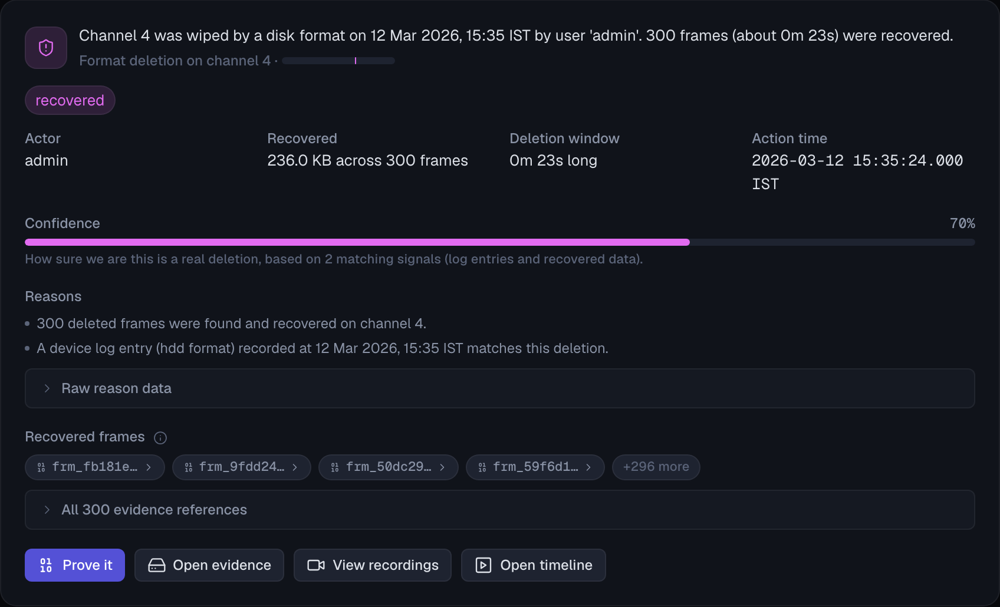 Channel 4 was wiped by a disk format on 12 Mar 2026, 15:35 IST by user 'admin'. 300 frames (about 0m 23s) were recovered.
Format deletion on channel 4 ·
recovered
Actor
admin
Recovered
236.0 KB across 300 frames
Deletion window
0m 23s long
Action time
2026-03-12 15:35:24.000
IST
Confidence
70%
How sure we are this is a real deletion, based on 2 matching signals (log entries and recovered data).
Reasons
• 300 deleted frames were found and recovered on channel 4.
• A device log entry (hdd format) recorded at 12 Mar 2026, 15:35 IST matches this deletion.
Raw reason data
Recovered frames
frm_fb181e…
frm_9fdd24…
frm_50dc29…
frm_59f6d1…
+296 more
All 300 evidence references
Prove it
Open evidence
View recordings
Open timeline